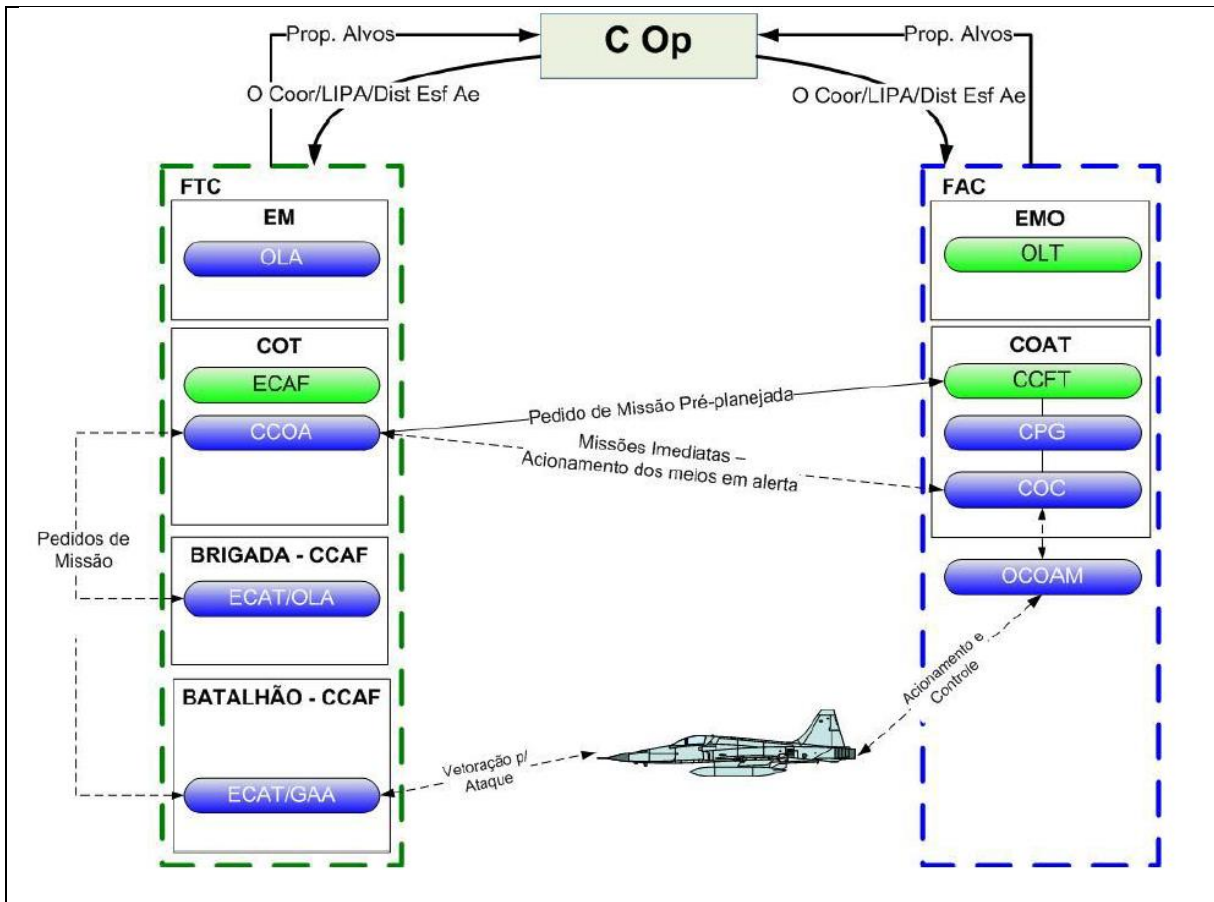 C Op
Prop. Alvos
Prop. Alvos
O Coor/LIPA/Dist Esf Ae
O Coor/LIPA/Dist Esf Ae
FTC
EM
OLA
COT
ECAF
CCOA
Pedidos de
Missão
BRIGADA - CCAF
ECAT/OLA
BATALHÃO - CCAF
ECAT/GAA
Pedido de Missão Pré-planejada
Missões Imediatas –
Acionamento dos meios em alerta
Vetoração p/
Ataque
Acionamento e
Controle
FAC
EMO
OLT
COAT
CCFT
CPG
COC
OCOAM